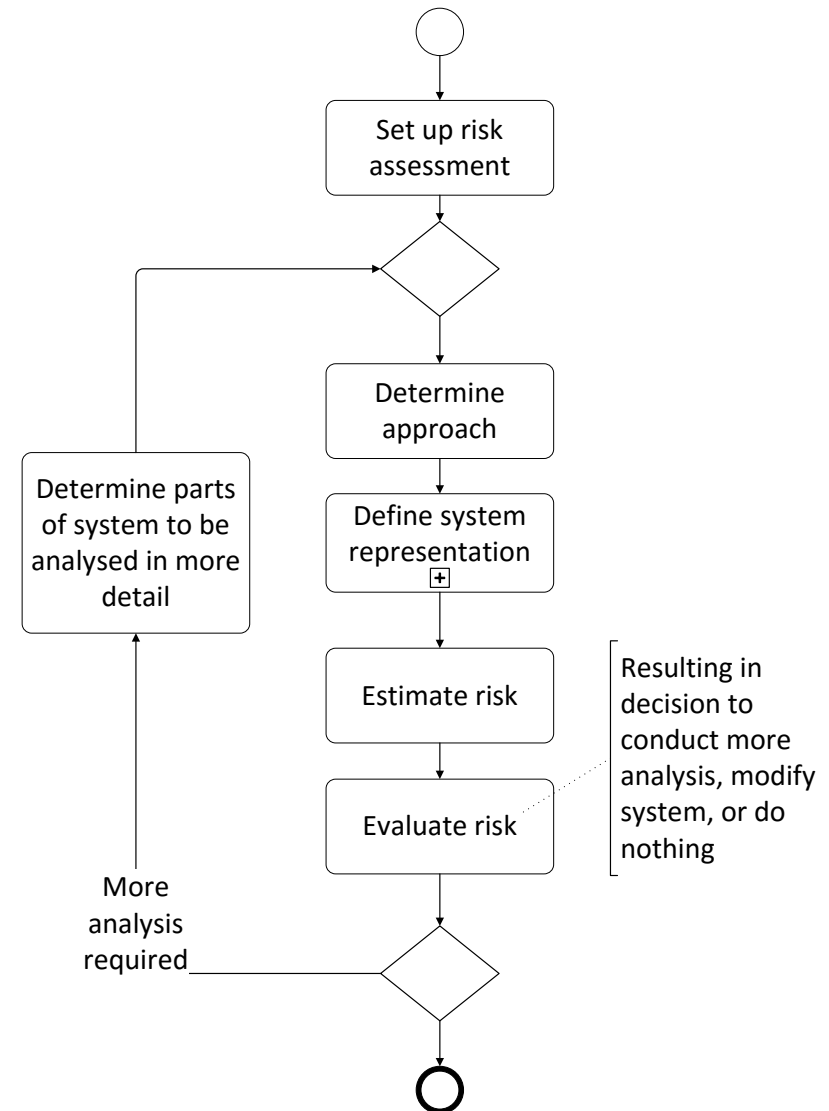 Set up risk
assessment
Determine
approach
Determine parts
of system to be
analysed in more
detail
Define system
representation
+
Estimate risk
Resulting in
decision to
conduct more
analysis, modify
system, or do
nothing
Evaluate risk
More
analysis
required